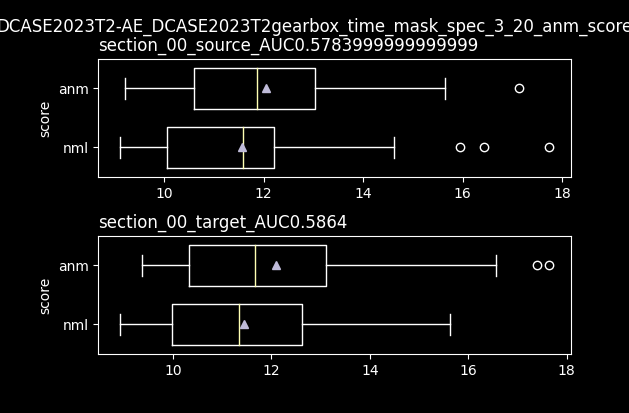 DCASE2023T2-AE_DCASE2023T2gearbox_time_mask_spec_3_20_anm_score
section_00_source_AUC0.5783999999999999
anm
nml
score
10 12 14 16 18
section_00_target_AUC0.5864
anm
nml
score
10 12 14 16 18